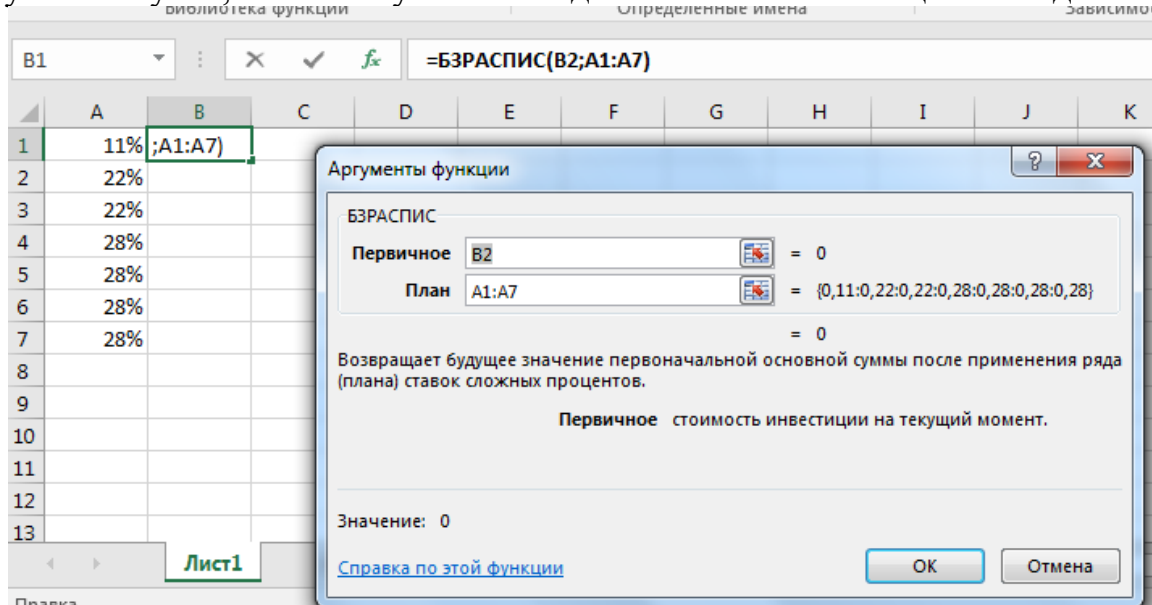 Библиотека функций Определенные имена
B1 fx =БЗРАСПИС(B2;A1:A7)
A B C D E F G H I J K
1 11% ;A1:A7)
2 22%
3 22%
4 28%
5 28%
6 28%
7 28%
8
9
10
11
12
13
Аргументы функции ? X
БЗРАСПИС
Первичное B2 = 0
План A1:A7 = {0,11:0,22:0,22:0,28:0,28:0,28:0,28}
= 0
Возвращает будущее значение первоначальной основной суммы после применения ряда
(плана) ставок сложных процентов.
Первичное стоимость инвестиции на текущий момент.
Значение: 0
Справка по этой функции OK Отмена
Лист1